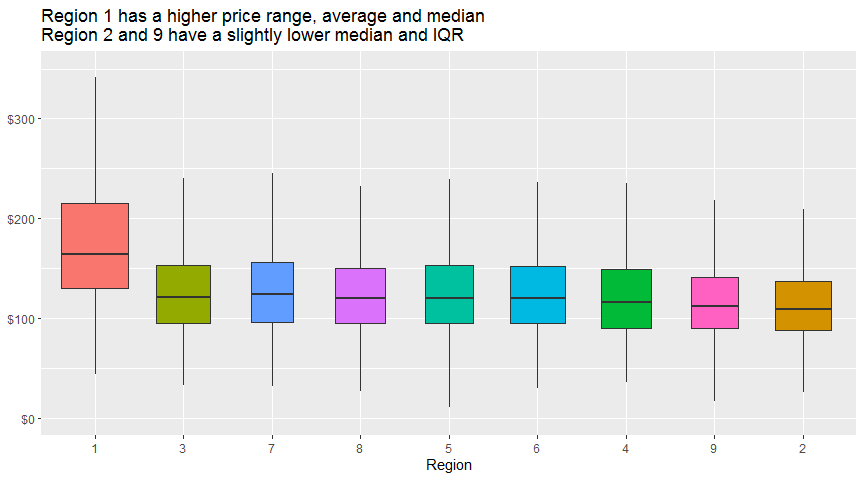 Region 1 has a higher price range, average and median
Region 2 and 9 have a slightly lower median and IQR
$300
$200
$100
$0
1 3 7 8 5 6 4 9 2
Region